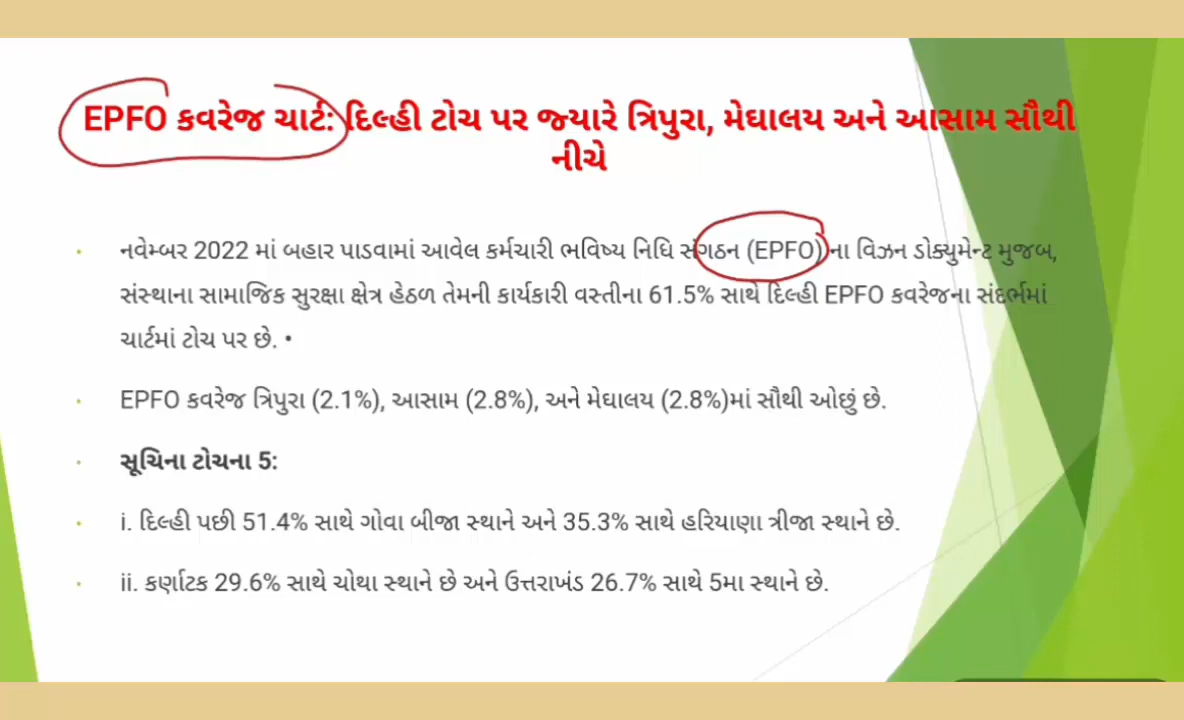 EPFO કવરેજ ચાર્ટ: દિલ્હી ટોચ પર જ્યારે ત્રિપુરા, મેઘાલય અને આસામ સૌથી
નીચે
• નવેમ્બર 2022 માં બહાર પાડવામાં આવેલ કર્મચારી ભવિષ્ય નિધિ સંગઠન (EPFO) ના વિઝન ડોક્યુમેન્ટ મુજબ,
સંસ્થાના સામાજિક સુરક્ષા ક્ષેત્ર હેઠળ તેમની કાર્યકારી વસ્તીના 61.5% સાથે દિલ્હી EPFO કવરેજના સંદર્ભમાં
ચાર્ટમાં ટોચ પર છે. •
• EPFO કવરેજ ત્રિપુરા (2.1%), આસામ (2.8%), અને મેઘાલય (2.8%)માં સૌથી ઓછું છે.
• સૂચિના ટોચના 5:
• i. દિલ્હી પછી 51.4% સાથે ગોવા બીજા સ્થાને અને 35.3% સાથે હરિયાણા ત્રીજા સ્થાને છે.
• ii. કર્ણાટક 29.6% સાથે ચોથા સ્થાને છે અને ઉત્તરાખંડ 26.7% સાથે 5મા સ્થાને છે.